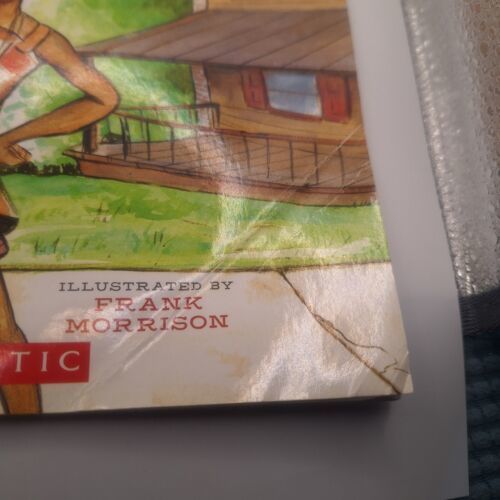 ILLUSTRATED BY
FRANK
MORRISON
TIC